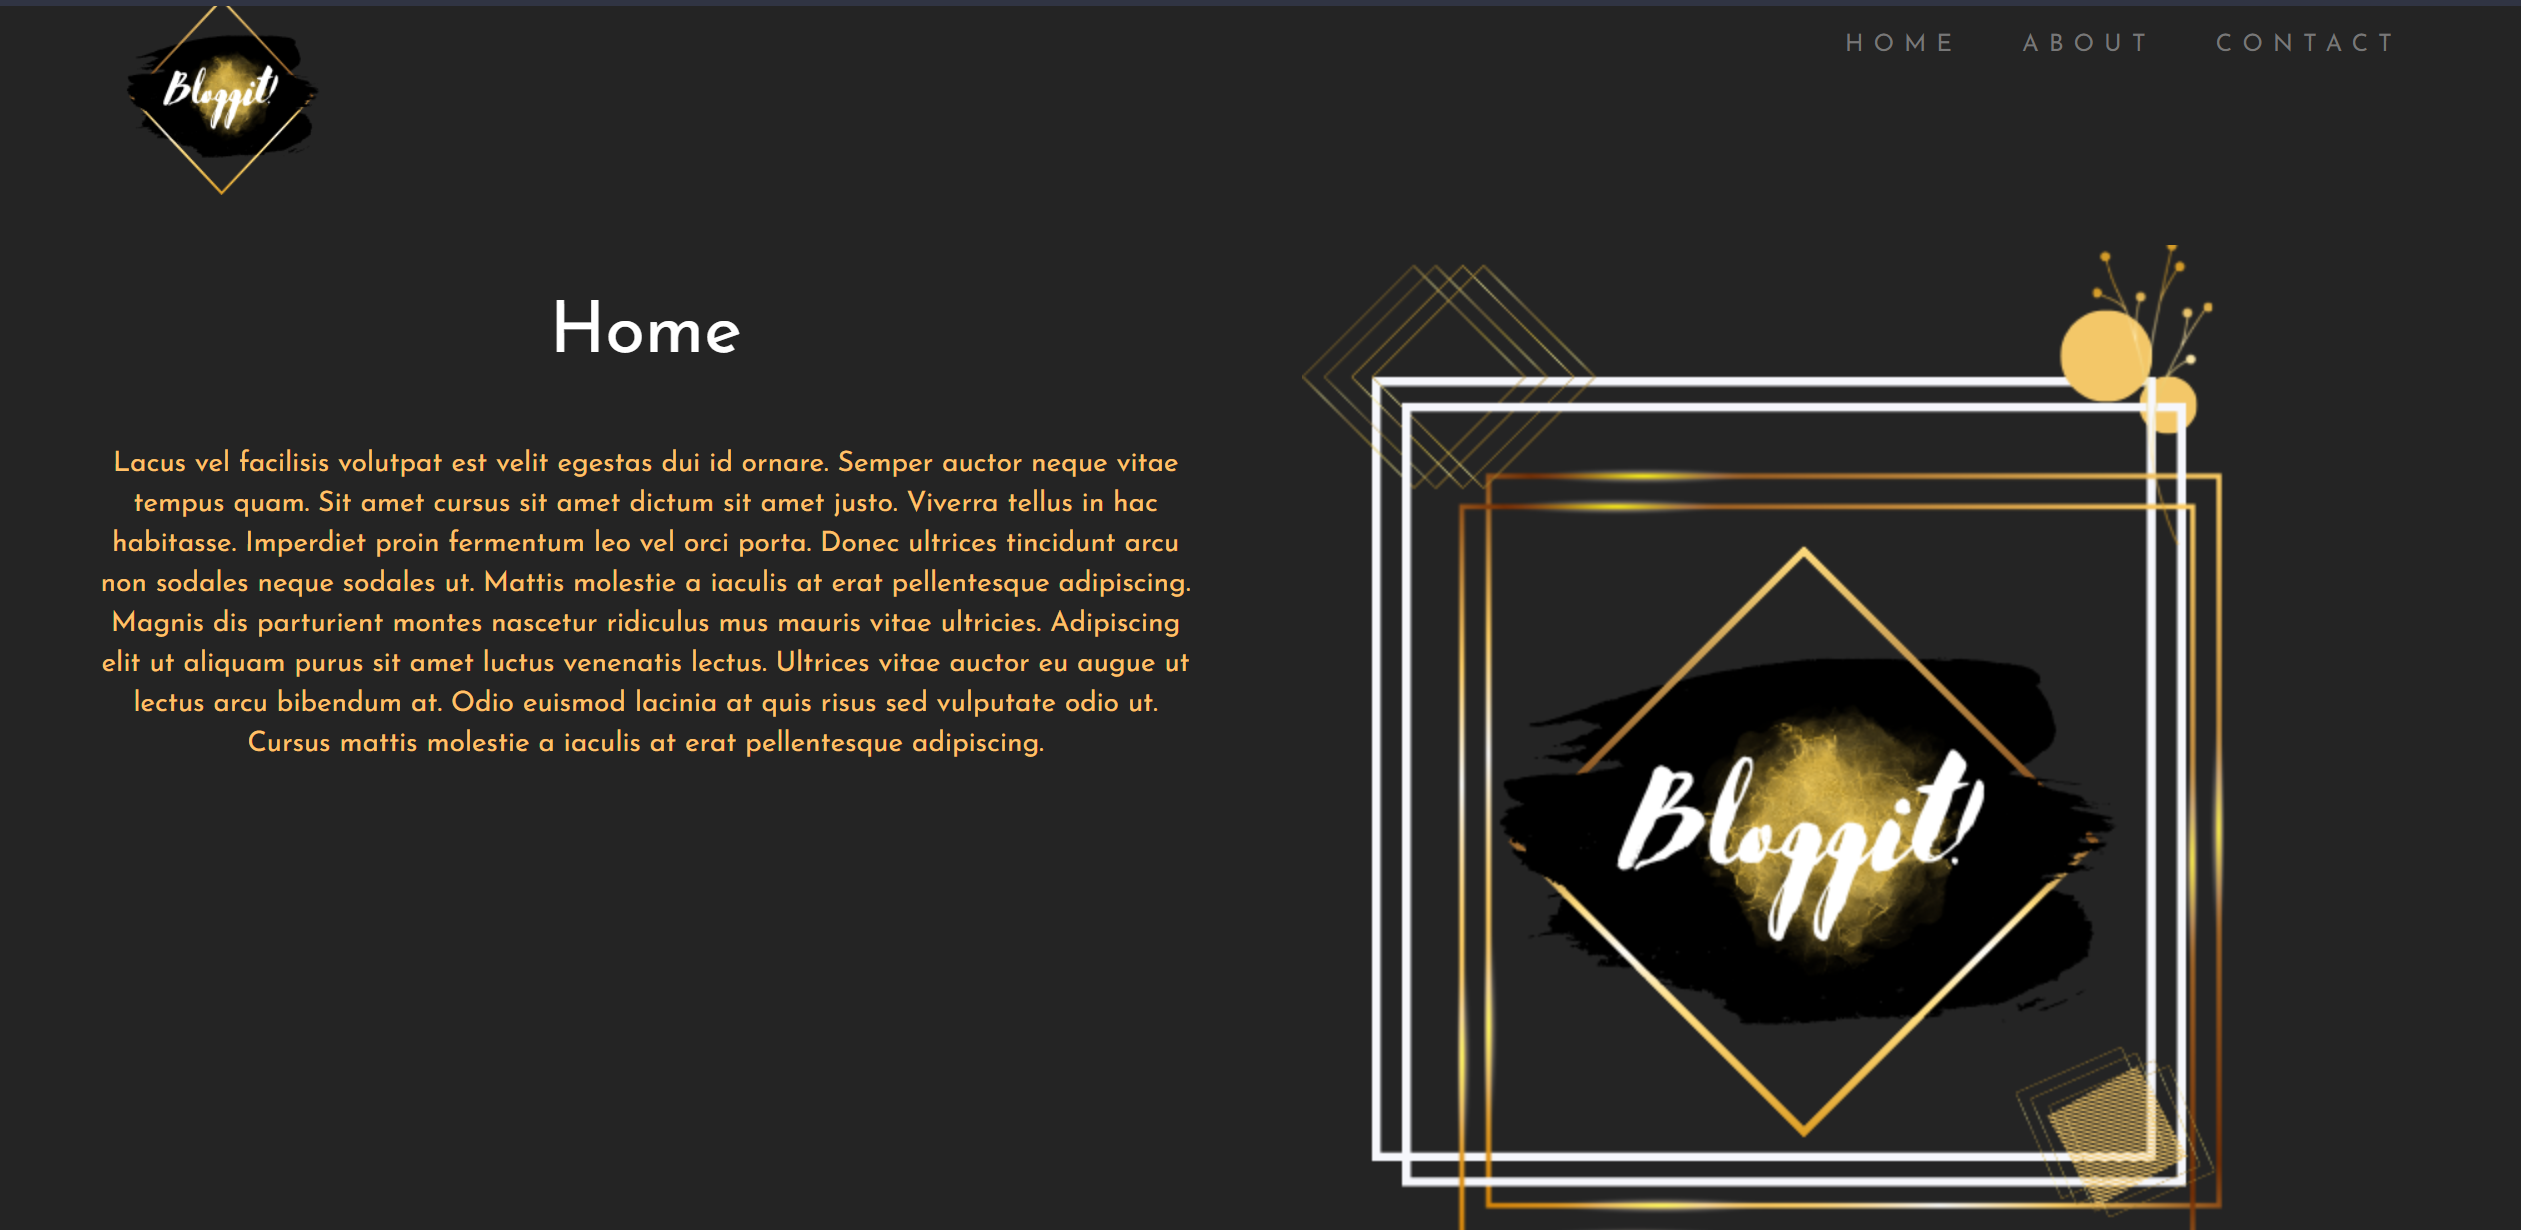 Bloggit!
HOME ABOUT CONTACT
Home
Lacus vel facilisis volutpat est velit egestas dui id ornare. Semper auctor neque vitae
tempus quam. Sit amet cursus sit amet dictum sit amet justo. Viverra tellus in hac
habitasse. Imperdiet proin fermentum leo vel orci porta. Donec ultrices tincidunt arcu
non sodales neque sodales ut. Mattis molestie a iaculis at erat pellentesque adipiscing.
Magnis dis parturient montes nascetur ridiculus mus mauris vitae ultricies. Adipiscing
elit ut aliquam purus sit amet luctus venenatis lectus. Ultrices vitae auctor eu augue ut
lectus arcu bibendum at. Odio euismod lacinia at quis risus sed vulputate odio ut.
Cursus mattis molestie a iaculis at erat pellentesque adipiscing.
Bloggit!